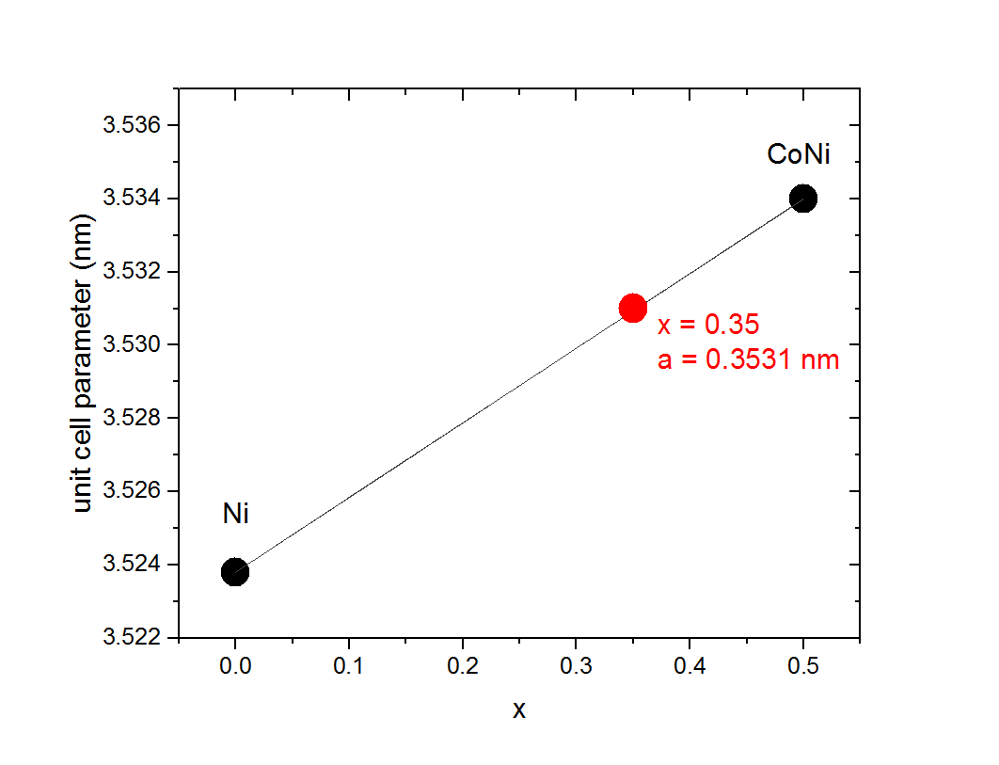 3.536
3.534
3.532
3.530
3.528
3.526
3.524
3.522
unit cell parameter (nm)
CoNi
x = 0.35
a = 0.3531 nm
Ni
0.0 0.1 0.2 0.3 0.4 0.5
x